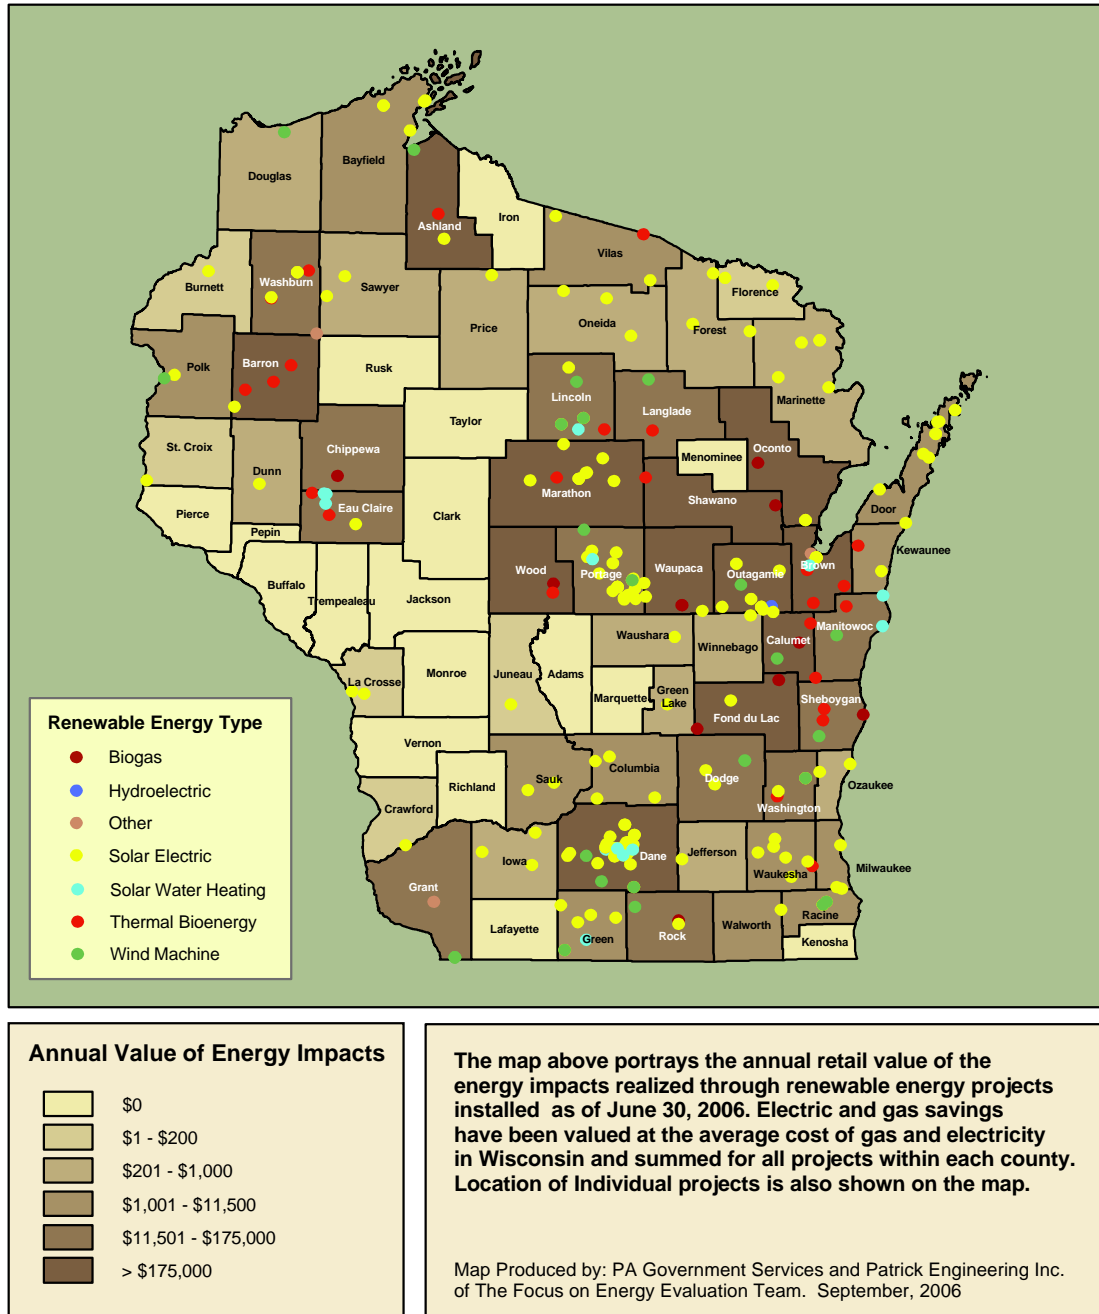 Douglas
Bayfield
Ashland
Iron
Vilas
Burnett
Washburn
Sawyer
Price
Oneida
Forest
Florence
Polk
Barron
Rusk
Lincoln
Langlade
Marinette
Taylor
St. Croix
Dunn
Chippewa
Menominee
Oconto
Pierce
Pepin
Eau Claire
Clark
Marathon
Shawano
Door
Kewaunee
Buffalo
Trempealeau
Jackson
Wood
Portage
Waupaca
Outagamie
Brown
La Crosse
Monroe
Juneau
Adams
Waushara
Winnebago
Calumet
Manitowoc
Marquette
Green
Lake
Fond du Lac
Sheboygan
Vernon
Richland
Sauk
Columbia
Dodge
Washington
Ozaukee
Crawford
Grant
Iowa
Dane
Jefferson
Waukesha
Milwaukee
Lafayette
Green
Rock
Walworth
Racine
Kenosha
Renewable Energy Type
Biogas
Hydroelectric
Other
Solar Electric
Solar Water Heating
Thermal Bioenergy
Wind Machine
Annual Value of Energy Impacts
$0
$1 - $200
$201 - $1,000
$1,001 - $11,500
$11,501 - $175,000
> $175,000
The map above portrays the annual retail value of the
energy impacts realized through renewable energy projects
installed as of June 30, 2006. Electric and gas savings
have been valued at the average cost of gas and electricity
in Wisconsin and summed for all projects within each county.
Location of Individual projects is also shown on the map.
Map Produced by: PA Government Services and Patrick Engineering Inc.
of The Focus on Energy Evaluation Team. September, 2006